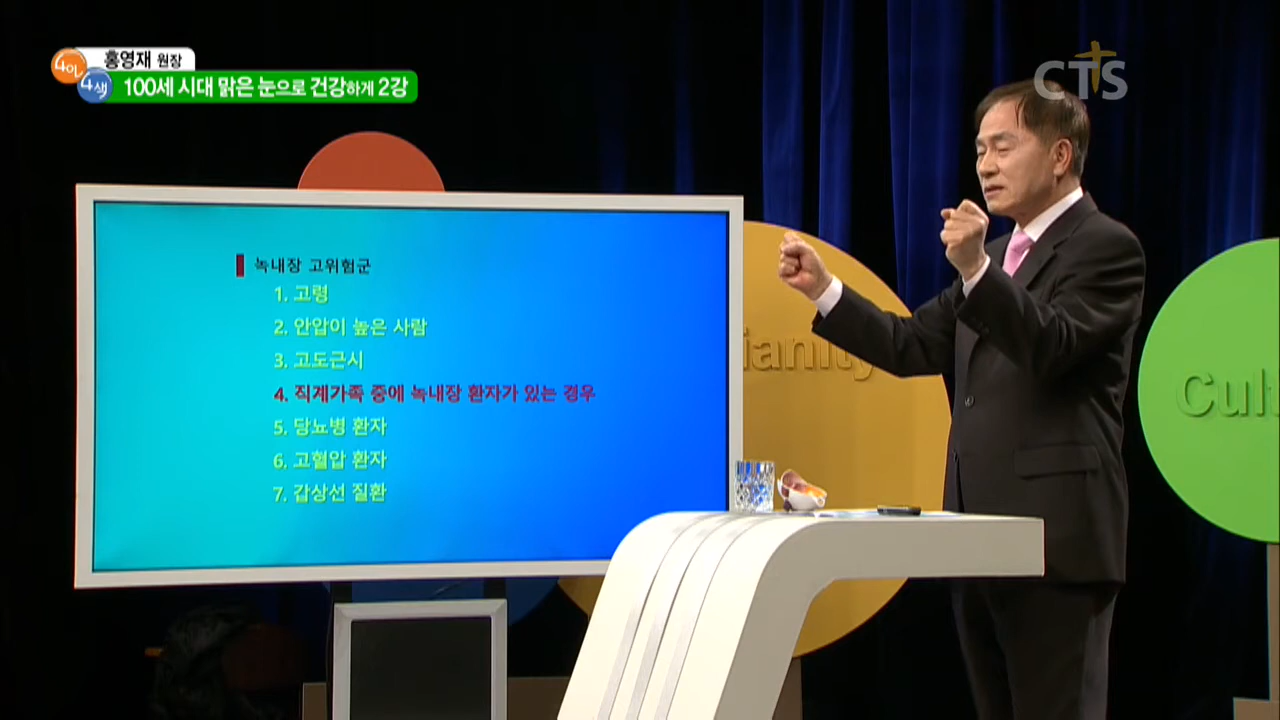 4인
4색
홍영재 원장
100세 시대 맑은 눈으로 건강하게 2강
CTS
녹내장 고위험군
1. 고령
2. 안압이 높은 사람
3. 고도근시
4. 직계가족 중에 녹내장 환자가 있는 경우
5. 당뇨병 환자
6. 고혈압 환자
7. 갑상선 질환
ianity
Cul